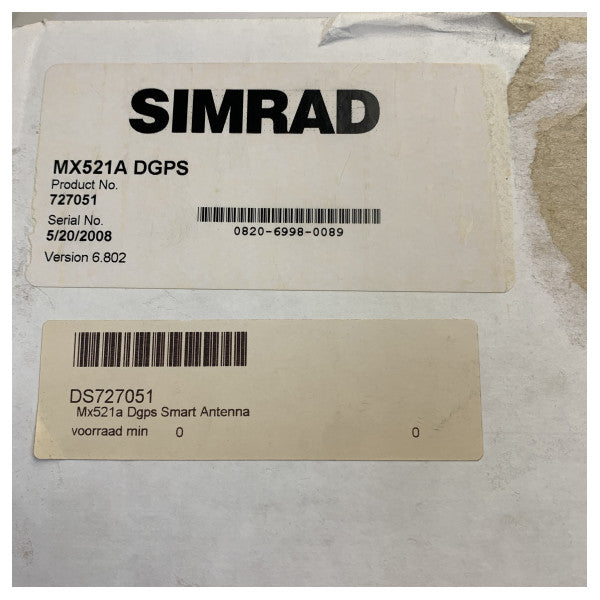 SIMRAD
MX521A DGPS
Product No.
727051
Serial No.
5/20/2008
0820-6998-0089
Version 6.802
DS727051
Mx521a Dgps Smart Antenna
voorraad min 0 0